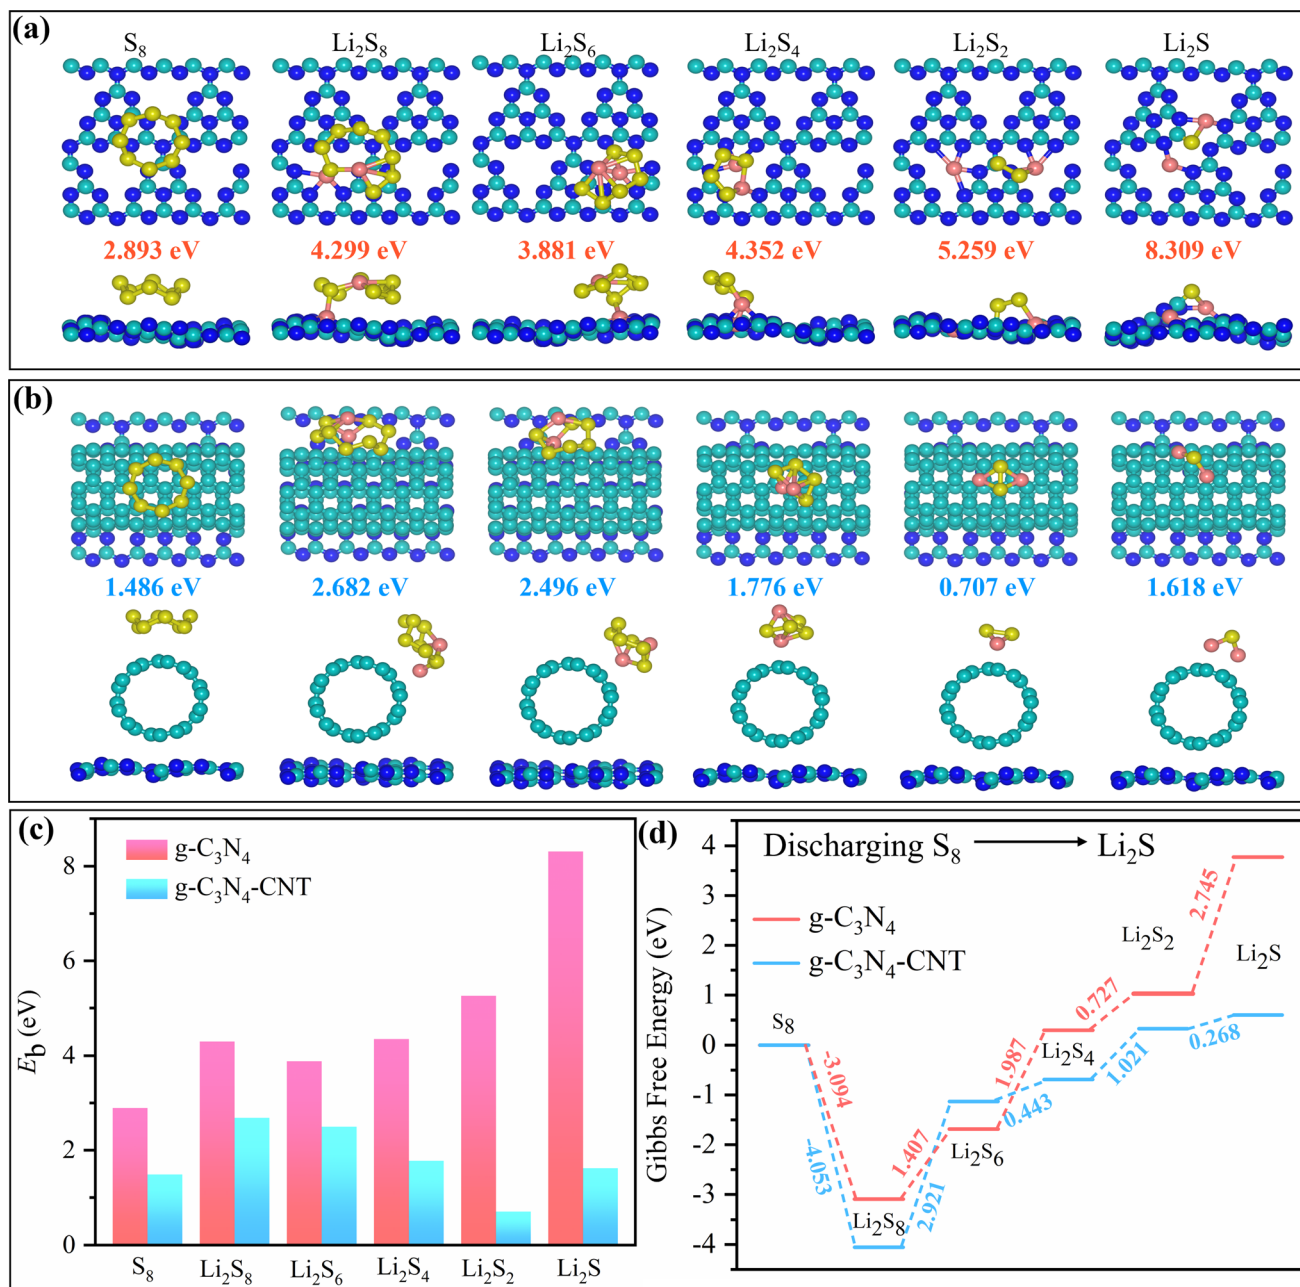 (a)
S₈ Li₂S₈ Li₂S₆ Li₂S₄ Li₂S₂ Li₂S
2.893 eV 4.299 eV 3.881 eV 4.352 eV 5.259 eV 8.309 eV
(b)
1.486 eV 2.682 eV 2.496 eV 1.776 eV 0.707 eV 1.618 eV
(c)
g-C₃N₄
g-C₃N₄-CNT
E_b (eV)
8
6
4
2
0
S₈ Li₂S₈ Li₂S₆ Li₂S₄ Li₂S₂ Li₂S
(d)
Discharging S₈ → Li₂S
g-C₃N₄
g-C₃N₄-CNT
Gibbs Free Energy (eV)
4
3
2
1
0
-1
-2
-3
-4
S₈
Li₂S₈
Li₂S₆
Li₂S₄
Li₂S₂
Li₂S
-3.094
1.407
1.987
0.727
2.745
-4.053
2.921
0.443
1.021
0.268